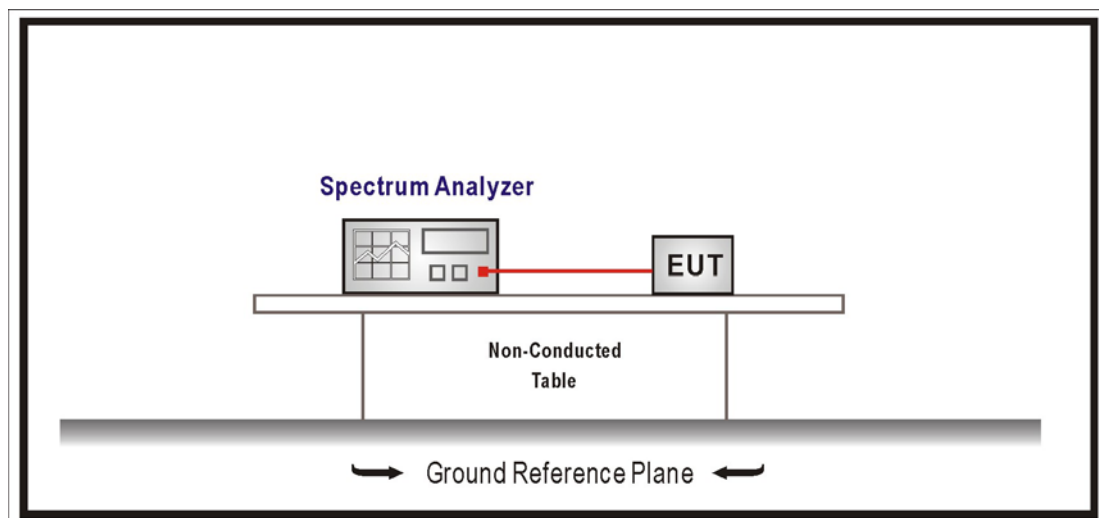 Spectrum Analyzer
EUT
Non-Conducted
Table
Ground Reference Plane